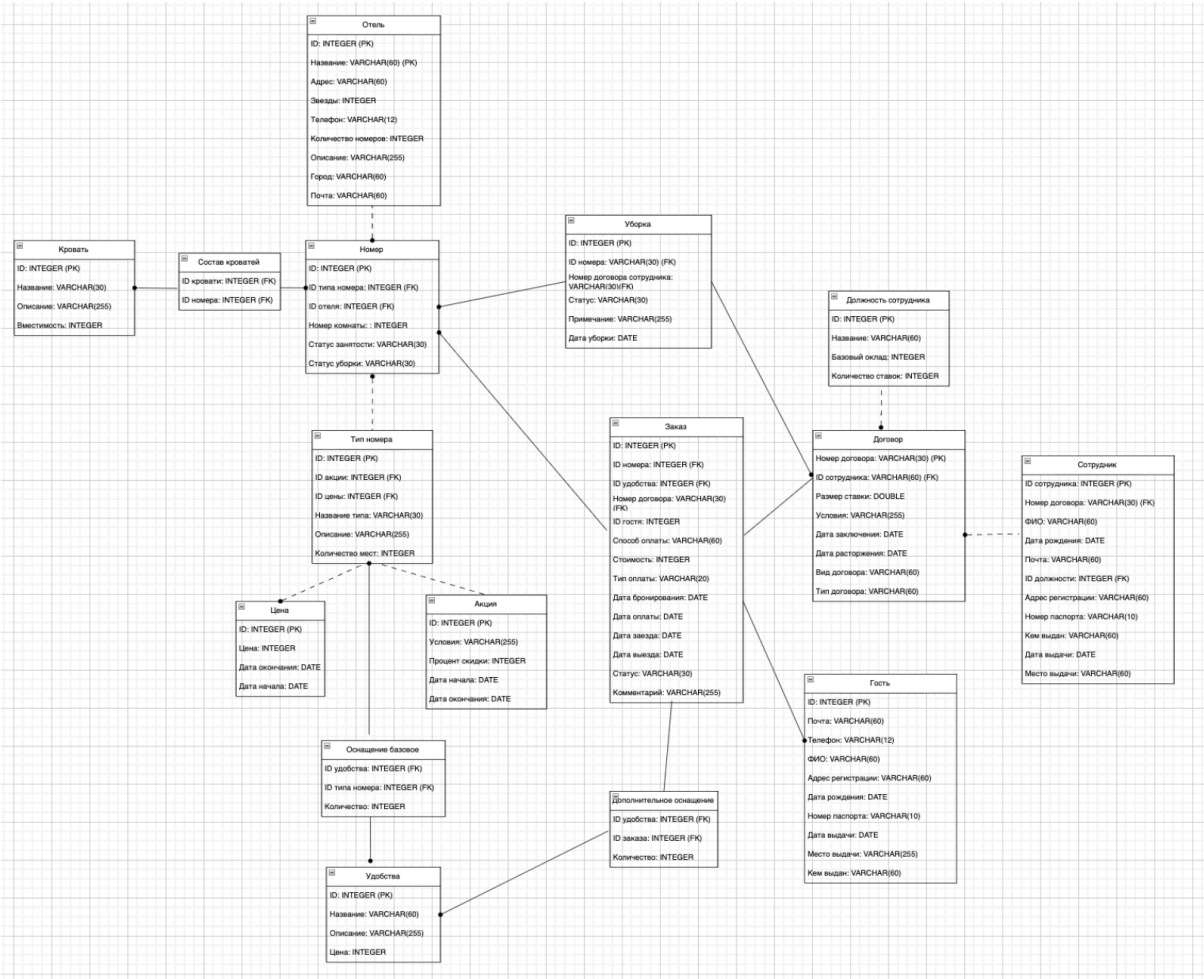 Отель
ID: INTEGER (PK)
Название: VARCHAR(60) (PK)
Адрес: VARCHAR(60)
Звезды: INTEGER
Телефон: VARCHAR(12)
Количество номеров: INTEGER
Описание: VARCHAR(255)
Город: VARCHAR(60)
Почта: VARCHAR(60)
Кровать
ID: INTEGER (PK)
Название: VARCHAR(30)
Описание: VARCHAR(255)
Вместимость: INTEGER
Состав кроватей
ID кровати: INTEGER (FK)
ID номера: INTEGER (FK)
Номер
ID: INTEGER (PK)
ID типа номера: INTEGER (FK)
ID отеля: INTEGER (FK)
Номер комнаты: : INTEGER
Статус занятости: VARCHAR(30)
Статус уборки: VARCHAR(30)
Уборка
ID: INTEGER (PK)
ID номера: VARCHAR(30) (FK)
Номер договора сотрудника:
VARCHAR(30)(FK)
Статус: VARCHAR(30)
Примечание: VARCHAR(255)
Дата уборки: DATE
Должность сотрудника
ID: INTEGER (PK)
Название: VARCHAR(60)
Базовый оклад: INTEGER
Количество ставок: INTEGER
Тип номера
ID: INTEGER (PK)
ID акции: INTEGER (FK)
ID цены: INTEGER (FK)
Название типа: VARCHAR(30)
Описание: VARCHAR(255)
Количество мест: INTEGER
Заказ
ID: INTEGER (PK)
ID номера: INTEGER (FK)
ID удобства: INTEGER (FK)
Номер договора: VARCHAR(30)
(FK)
ID гостя: INTEGER
Способ оплаты: VARCHAR(60)
Стоимость: INTEGER
Тип оплаты: VARCHAR(20)
Дата бронирования: DATE
Дата оплаты: DATE
Дата заезда: DATE
Дата выезда: DATE
Статус: VARCHAR(30)
Комментарий: VARCHAR(255)
Договор
Номер договора: VARCHAR(30) (PK)
ID сотрудника: VARCHAR(60) (FK)
Размер ставки: DOUBLE
Условия: VARCHAR(255)
Дата заключения: DATE
Дата расторжения: DATE
Вид договора: VARCHAR(60)
Тип договора: VARCHAR(60)
Сотрудник
ID сотрудника: INTEGER (PK)
Номер договора: VARCHAR(30) (FK)
ФИО: VARCHAR(60)
Дата рождения: DATE
Почта: VARCHAR(60)
ID должности: INTEGER (FK)
Адрес регистрации: VARCHAR(60)
Номер паспорта: VARCHAR(10)
Кем выдан: VARCHAR(60)
Дата выдачи: DATE
Место выдачи: VARCHAR(60)
Цена
ID: INTEGER (PK)
Цена: INTEGER
Дата окончания: DATE
Дата начала: DATE
Акция
ID: INTEGER (PK)
Условия: VARCHAR(255)
Процент скидки: INTEGER
Дата начала: DATE
Дата окончания: DATE
Гость
ID: INTEGER (PK)
Почта: VARCHAR(60)
Телефон: VARCHAR(12)
ФИО: VARCHAR(60)
Адрес регистрации: VARCHAR(60)
Дата рождения: DATE
Номер паспорта: VARCHAR(10)
Дата выдачи: DATE
Место выдачи: VARCHAR(255)
Кем выдан: VARCHAR(60)
Оснащение базовое
ID удобства: INTEGER (FK)
ID типа номера: INTEGER (FK)
Количество: INTEGER
Дополнительное оснащение
ID удобства: INTEGER (FK)
ID заказа: INTEGER (FK)
Количество: INTEGER
Удобства
ID: INTEGER (PK)
Название: VARCHAR(60)
Описание: VARCHAR(255)
Цена: INTEGER